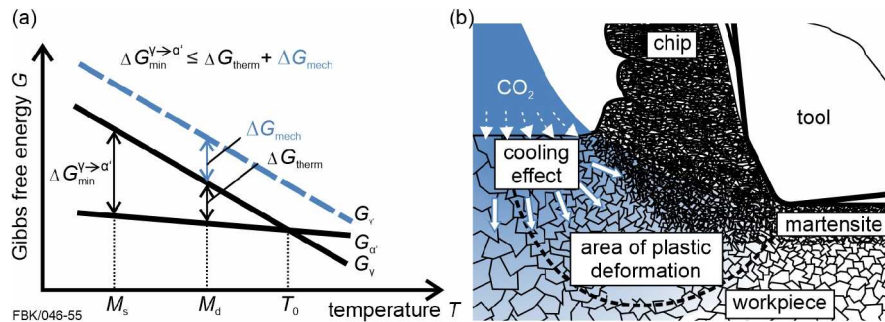 (a)
Gibbs free energy G
ΔG_min^γ→α' ≤ ΔG_therm + ΔG_mech
ΔG_mech
ΔG_therm
ΔG_min^γ→α'
G_γ'
G_α'
G_γ
M_s
M_d
T_0
temperature T
FBK/046-55
(b)
chip
CO₂
tool
cooling
effect
martensite
area of plastic
deformation
workpiece